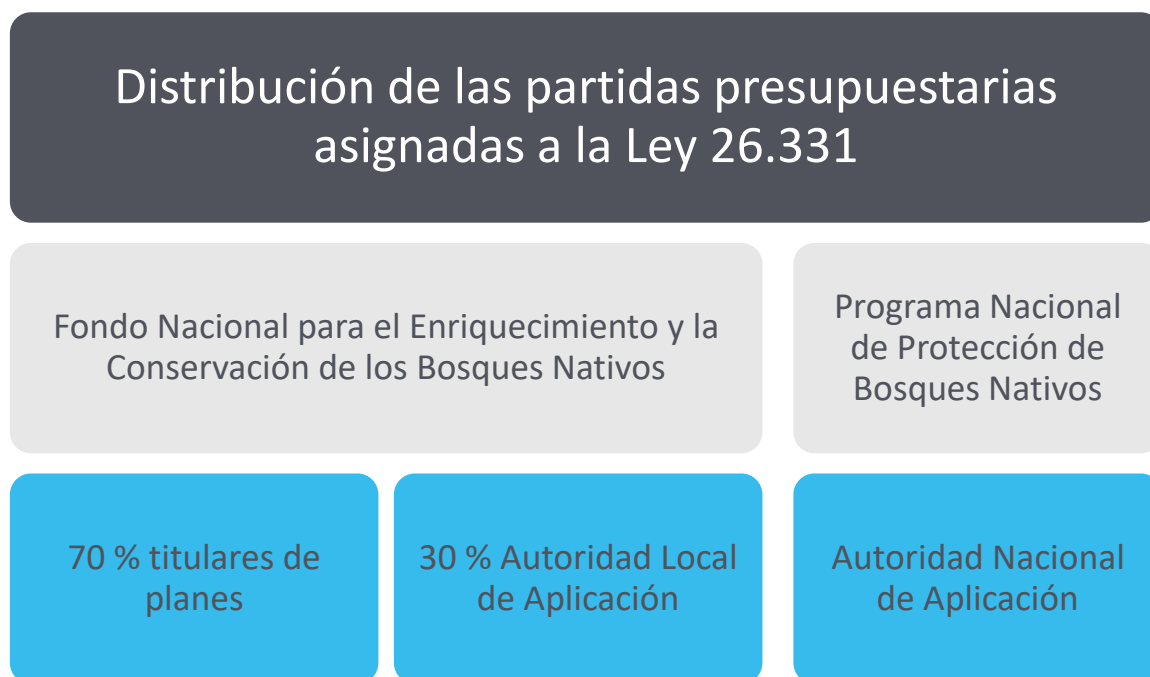 Distribución de las partidas presupuestarias
asignadas a la Ley 26.331
Fondo Nacional para el Enriquecimiento y la
Conservación de los Bosques Nativos
Programa Nacional
de Protección de
Bosques Nativos
70 % titulares de
planes
30 % Autoridad Local
de Aplicación
Autoridad Nacional
de Aplicación